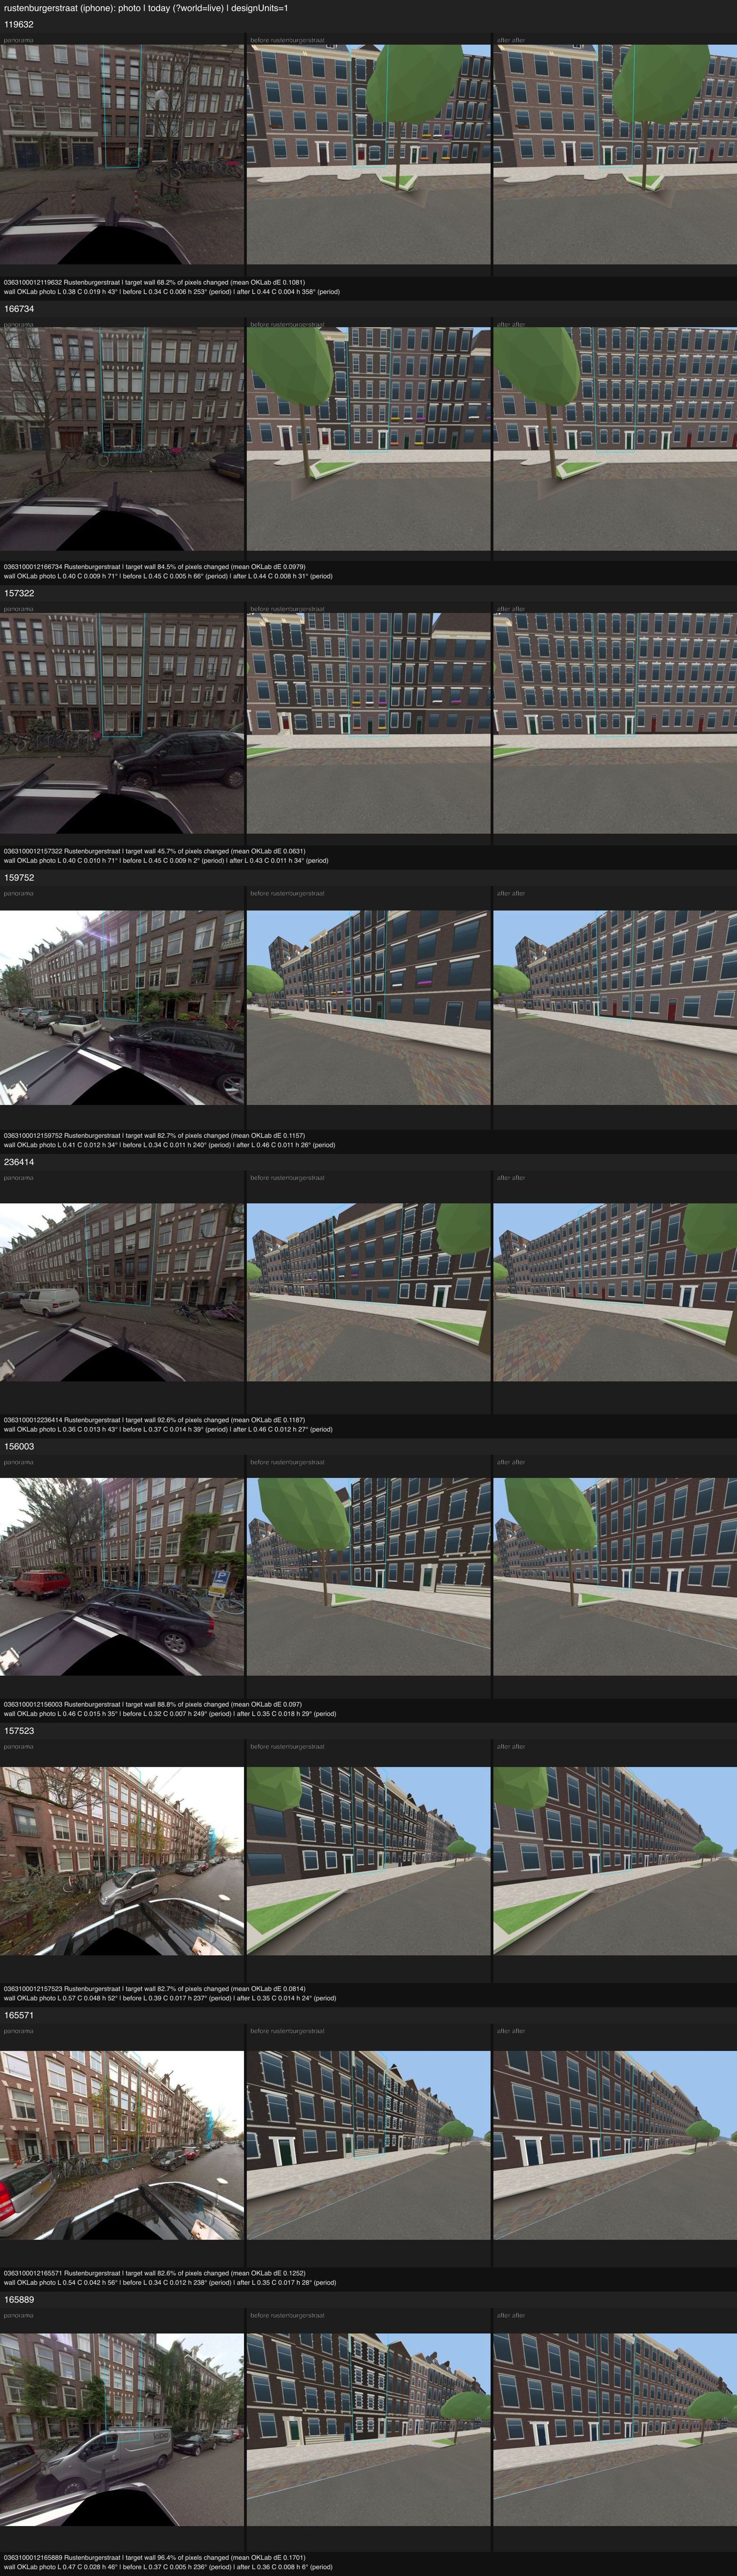 rustenburgerstraat (iphone): photo | today (?world=live) | designUnits=1
119632
panorama
before rustenburgerstraat
after after
0363100012119632 Rustenburgerstraat | target wall 68.2% of pixels changed (mean OKLab dE 0.1081)
wall OKLab photo L 0.38 C 0.019 h 43° | before L 0.34 C 0.006 h 253° (period) | after L 0.44 C 0.004 h 358° (period)
166734
panorama
before rustenburgerstraat
after after
0363100012166734 Rustenburgerstraat | target wall 84.5% of pixels changed (mean OKLab dE 0.0979)
wall OKLab photo L 0.40 C 0.009 h 71° | before L 0.45 C 0.005 h 66° (period) | after L 0.44 C 0.008 h 31° (period)
157322
panorama
before rustenburgerstraat
after after
0363100012157322 Rustenburgerstraat | target wall 45.7% of pixels changed (mean OKLab dE 0.0631)
wall OKLab photo L 0.40 C 0.010 h 71° | before L 0.45 C 0.009 h 2° (period) | after L 0.43 C 0.011 h 34° (period)
159752
panorama
before rustenburgerstraat
after after
0363100012159752 Rustenburgerstraat | target wall 82.7% of pixels changed (mean OKLab dE 0.1157)
wall OKLab photo L 0.41 C 0.012 h 34° | before L 0.34 C 0.011 h 240° (period) | after L 0.46 C 0.011 h 26° (period)
236414
panorama
before rustenburgerstraat
after after
0363100012236414 Rustenburgerstraat | target wall 92.6% of pixels changed (mean OKLab dE 0.1187)
wall OKLab photo L 0.36 C 0.013 h 43° | before L 0.37 C 0.014 h 39° (period) | after L 0.46 C 0.012 h 27° (period)
156003
panorama
before rustenburgerstraat
after after
0363100012156003 Rustenburgerstraat | target wall 88.8% of pixels changed (mean OKLab dE 0.097)
wall OKLab photo L 0.46 C 0.015 h 35° | before L 0.32 C 0.007 h 249° (period) | after L 0.35 C 0.018 h 29° (period)
157523
panorama
before rustenburgerstraat
after after
0363100012157523 Rustenburgerstraat | target wall 82.7% of pixels changed (mean OKLab dE 0.0814)
wall OKLab photo L 0.57 C 0.048 h 52° | before L 0.39 C 0.017 h 237° (period) | after L 0.35 C 0.014 h 24° (period)
165571
panorama
before rustenburgerstraat
after after
0363100012165571 Rustenburgerstraat | target wall 82.6% of pixels changed (mean OKLab dE 0.1252)
wall OKLab photo L 0.54 C 0.042 h 56° | before L 0.34 C 0.012 h 238° (period) | after L 0.35 C 0.017 h 28° (period)
165889
panorama
before rustenburgerstraat
after after
0363100012165889 Rustenburgerstraat | target wall 96.4% of pixels changed (mean OKLab dE 0.1701)
wall OKLab photo L 0.47 C 0.028 h 46° | before L 0.37 C 0.005 h 236° (period) | after L 0.36 C 0.008 h 6° (period)